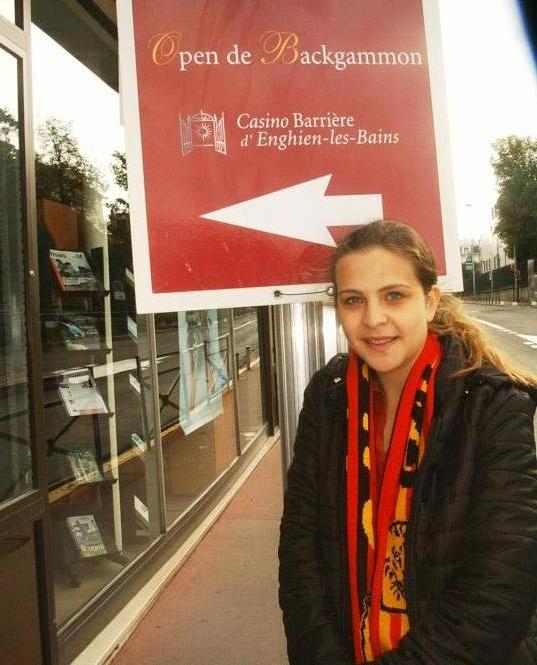 Open de Backgammon
Casino Barrière
d'Enghien-les-Bains